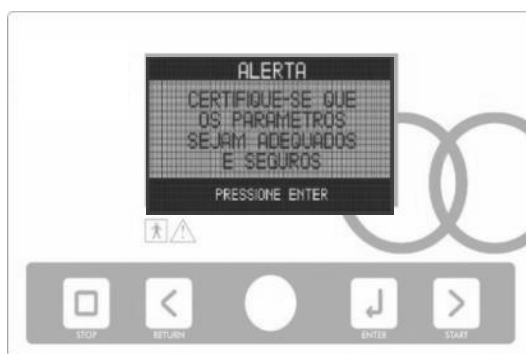 ALERTA
CERTIFIQUE-SE QUE
OS PARAMETROS
SEJAM ADEQUADOS
E SEGUROS
PRESSIONE ENTER
STOP
RETURN
ENTER
START